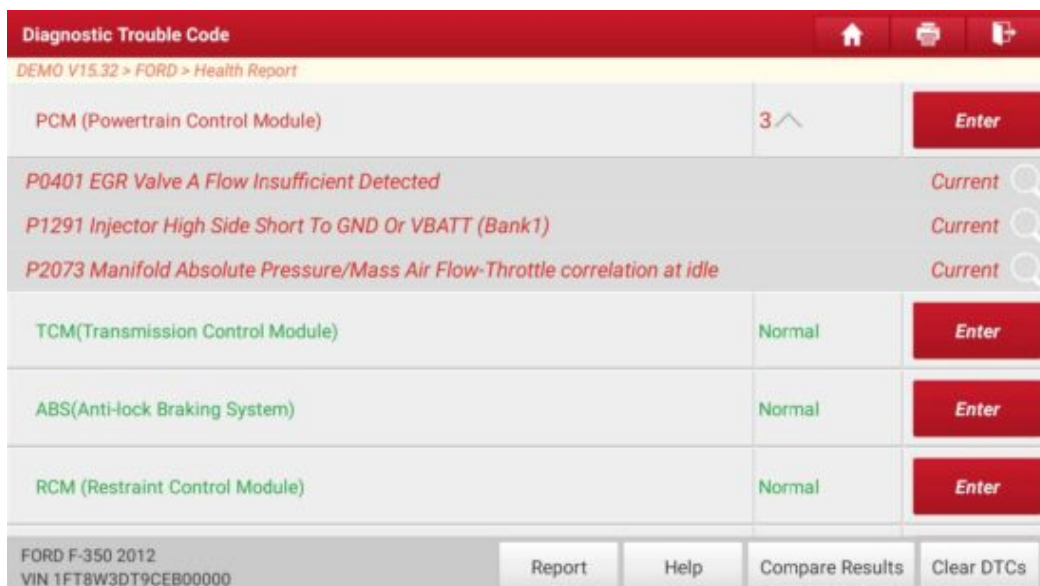 Diagnostic Trouble Code
DEMO V15.32 > FORD > Health Report
PCM (Powertrain Control Module) 3 Enter
P0401 EGR Valve A Flow Insufficient Detected Current
P1291 Injector High Side Short To GND Or VBATT (Bank1) Current
P2073 Manifold Absolute Pressure/Mass Air Flow-Throttle correlation at idle Current
TCM(Transmission Control Module) Normal Enter
ABS(Anti-lock Braking System) Normal Enter
RCM (Restraint Control Module) Normal Enter
FORD F-350 2012
VIN 1FT8W3DT9CEB00000
Report Help Compare Results Clear DTCs